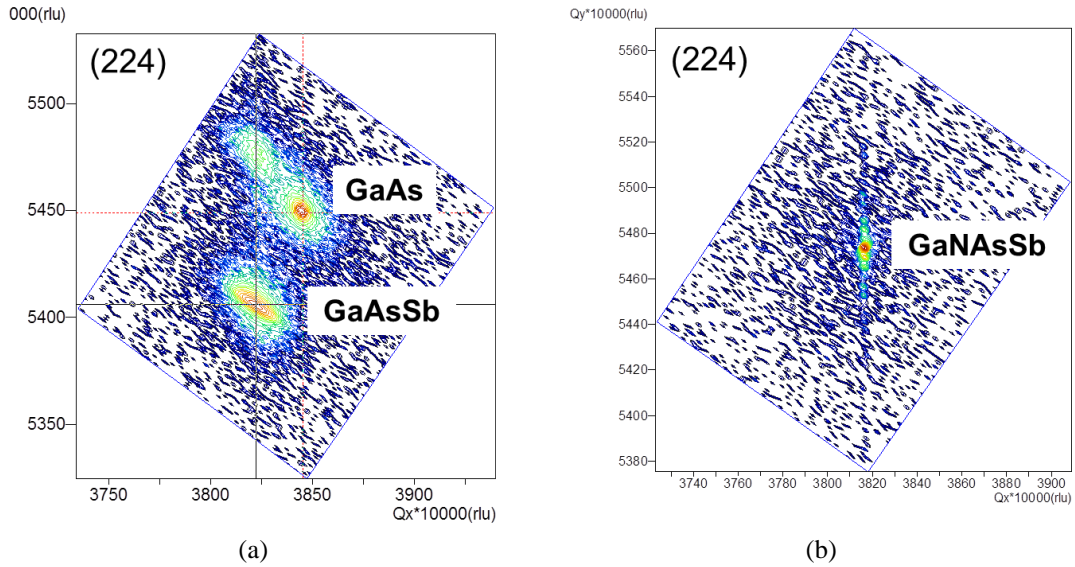 000(rlu)
(224)
5500
5450
5400
5350
GaAs
GaAsSb
3750 3800 3850 3900
Qx*10000(rlu)
(a)
Qy*10000(rlu)
(224)
5560
5540
5520
5500
5480
5460
5440
5420
5400
5380
GaNAsSb
3740 3760 3780 3800 3820 3840 3860 3880 3900
Qx*10000(rlu)
(b)